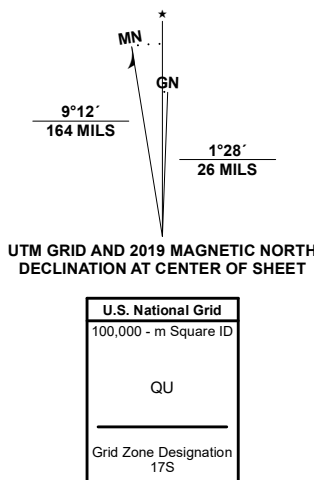 ★
MN
GN
9°12´
164 MILS
1°28´
26 MILS
UTM GRID AND 2019 MAGNETIC NORTH
DECLINATION AT CENTER OF SHEET
U.S. National Grid
100,000 - m Square ID
QU
Grid Zone Designation
17S